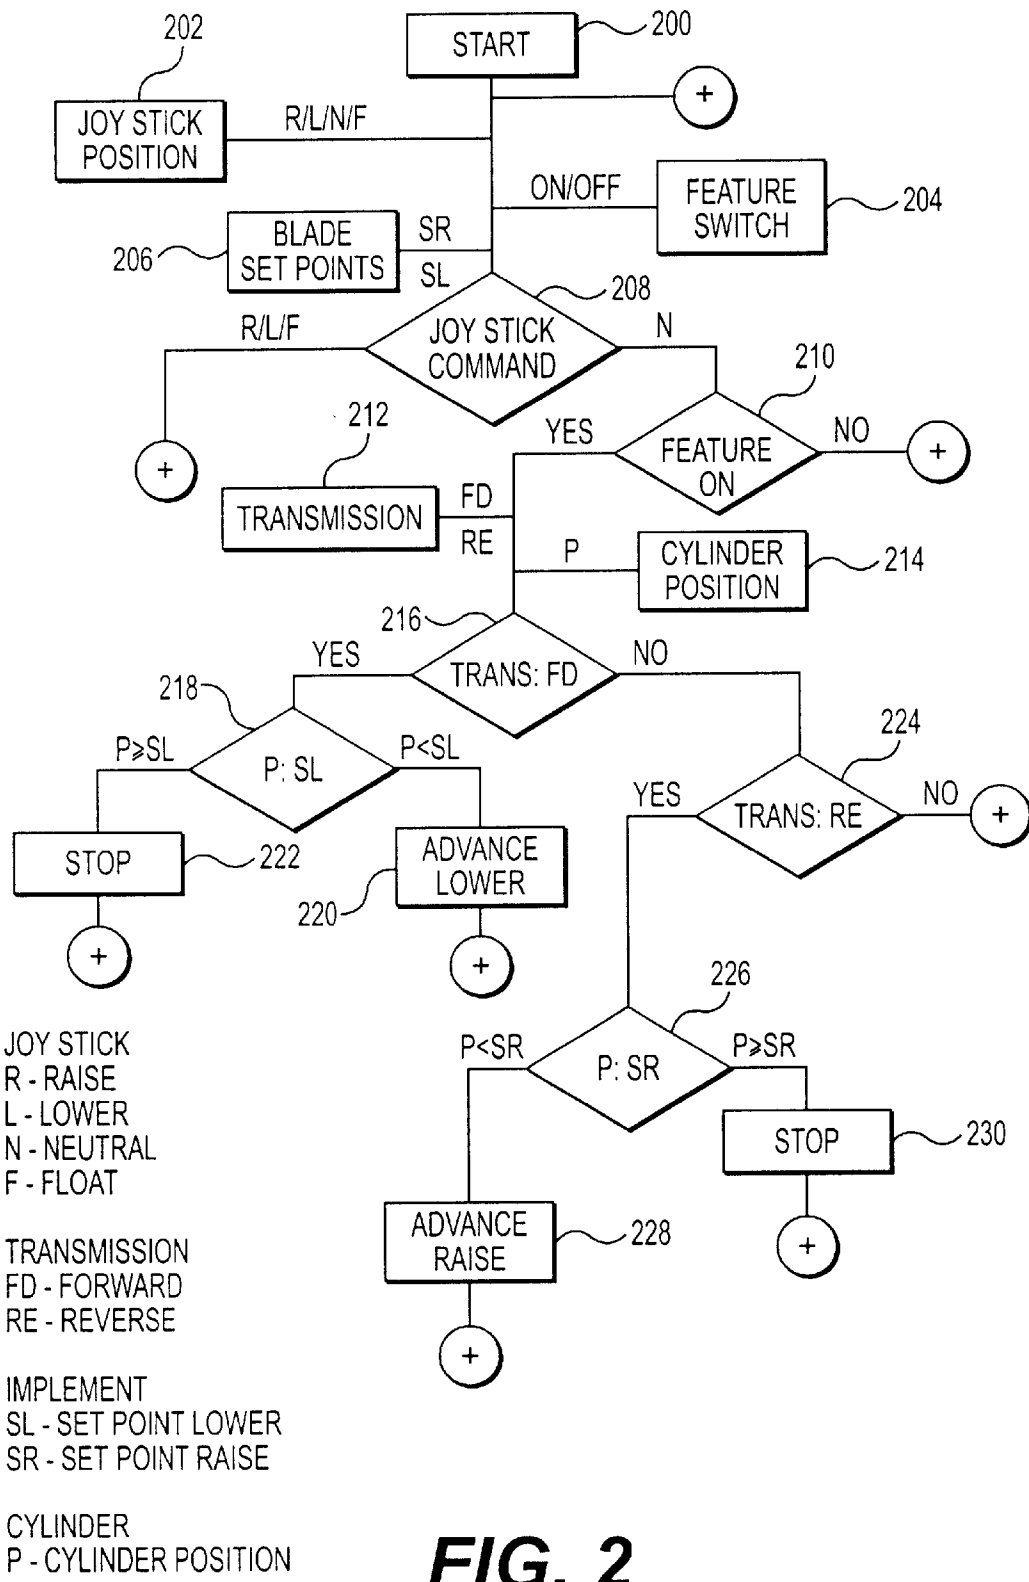 202
START
200
+
JOY STICK
POSITION
R/L/N/F
ON/OFF
FEATURE
SWITCH
204
206
BLADE
SET POINTS
SR
SL
208
R/L/F
JOY STICK
COMMAND
N
210
212
YES
FEATURE
ON
NO
+
+
TRANSMISSION
FD
RE
P
CYLINDER
POSITION
214
216
YES
TRANS: FD
NO
218
224
P≥SL
P: SL
P<SL
YES
TRANS: RE
NO
+
STOP
222
ADVANCE
LOWER
220
+
+
226
P<SR
P: SR
P≥SR
STOP
230
ADVANCE
RAISE
228
+
+
JOY STICK
R - RAISE
L - LOWER
N - NEUTRAL
F - FLOAT
TRANSMISSION
FD - FORWARD
RE - REVERSE
IMPLEMENT
SL - SET POINT LOWER
SR - SET POINT RAISE
CYLINDER
P - CYLINDER POSITION
FIG. 2